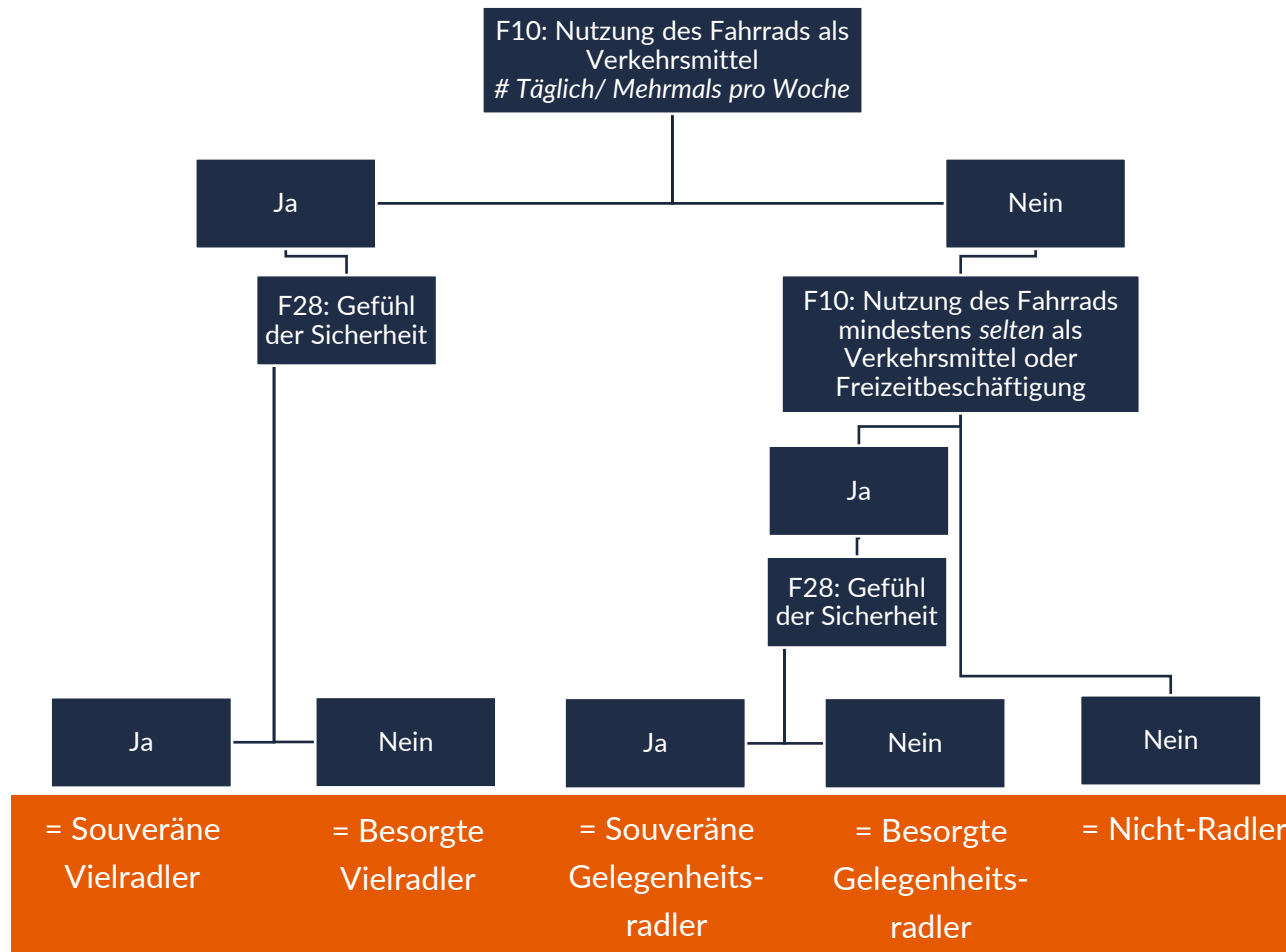 F10: Nutzung des Fahrrads als
Verkehrsmittel
# Täglich/ Mehrmals pro Woche
Ja
Nein
F28: Gefühl
der Sicherheit
F10: Nutzung des Fahrrads
mindestens selten als
Verkehrsmittel oder
Freizeitbeschäftigung
Ja
F28: Gefühl
der Sicherheit
Ja
Nein
Ja
Nein
Nein
= Souveräne
Vielradler
= Besorgte
Vielradler
= Souveräne
Gelegenheits-
radler
= Besorgte
Gelegenheits-
radler
= Nicht-Radler